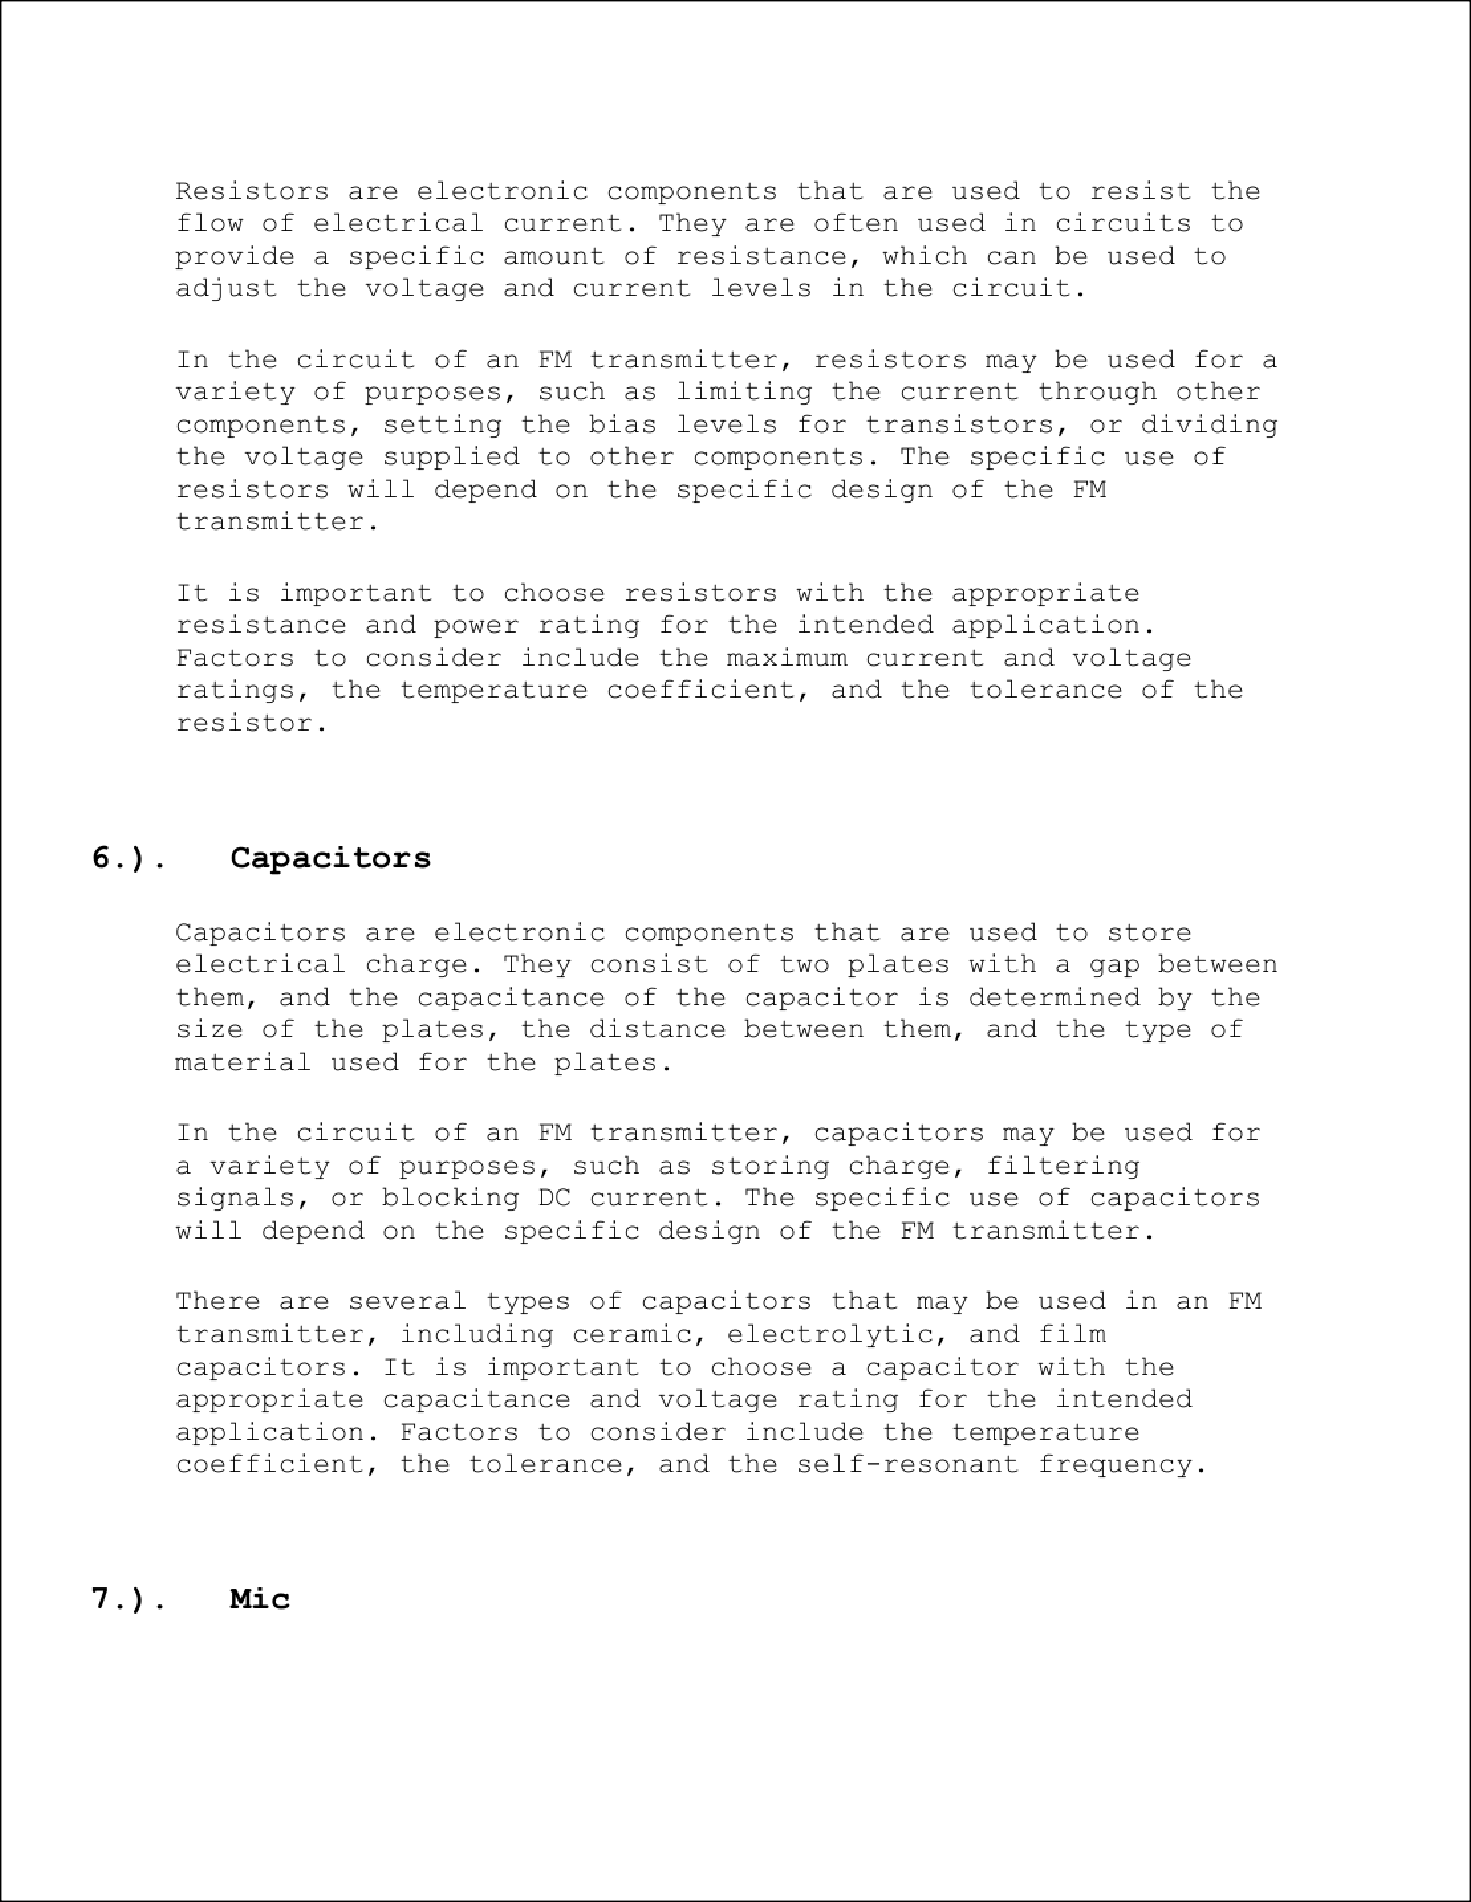 Resistors are electronic components that are used to resist the
flow of electrical current. They are often used in circuits to
provide a specific amount of resistance, which can be used to
adjust the voltage and current levels in the circuit.
In the circuit of an FM transmitter, resistors may be used for a
variety of purposes, such as limiting the current through other
components, setting the bias levels for transistors, or dividing
the voltage supplied to other components. The specific use of
resistors will depend on the specific design of the FM
transmitter.
It is important to choose resistors with the appropriate
resistance and power rating for the intended application.
Factors to consider include the maximum current and voltage
ratings, the temperature coefficient, and the tolerance of the
resistor.
6.). Capacitors
Capacitors are electronic components that are used to store
electrical charge. They consist of two plates with a gap between
them, and the capacitance of the capacitor is determined by the
size of the plates, the distance between them, and the type of
material used for the plates.
In the circuit of an FM transmitter, capacitors may be used for
a variety of purposes, such as storing charge, filtering
signals, or blocking DC current. The specific use of capacitors
will depend on the specific design of the FM transmitter.
There are several types of capacitors that may be used in an FM
transmitter, including ceramic, electrolytic, and film
capacitors. It is important to choose a capacitor with the
appropriate capacitance and voltage rating for the intended
application. Factors to consider include the temperature
coefficient, the tolerance, and the self-resonant frequency.
7.). Mic